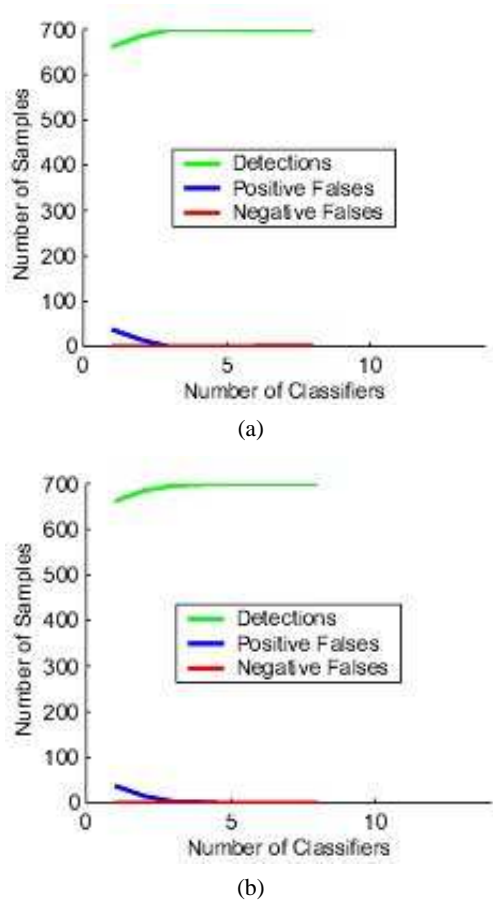 700
600
500
400
300
200
100
0
Number of Samples
Detections
Positive Falses
Negative Falses
0 5 10
Number of Classifiers
(a)
700
600
500
400
300
200
100
0
Number of Samples
Detections
Positive Falses
Negative Falses
0 5 10
Number of Classifiers
(b)